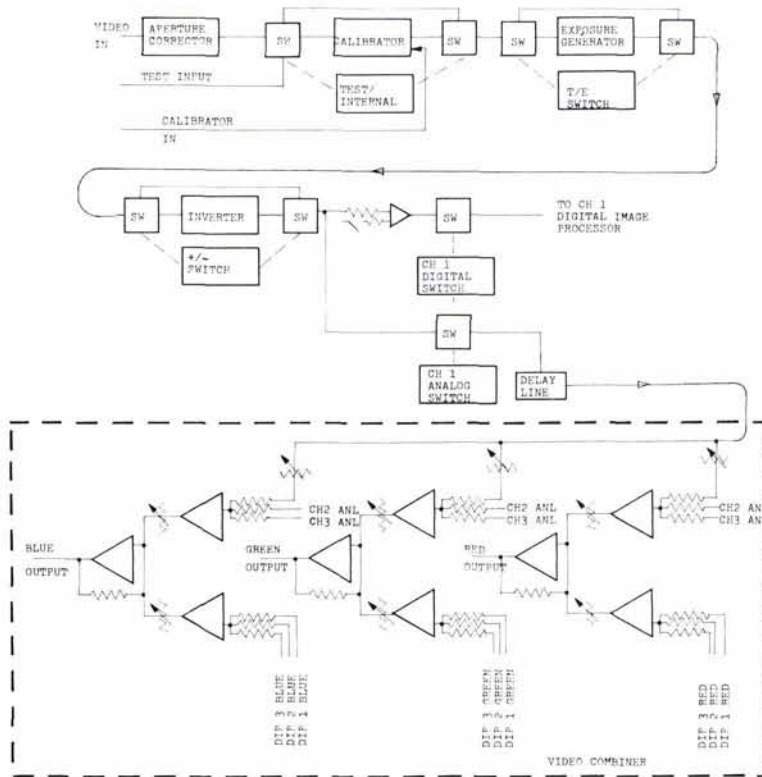 VIDEO IN
APERTURE CORRECTOR
SW
CALIBRATOR
SW
SW
EXPOSURE GENERATOR
SW
TEST INPUT
TEST/ INTERNAL
T/E SWITCH
CALIBRATOR IN
SW
INVERTER
SW
SW
TO CH 1 DIGITAL IMAGE PROCESSOR
+/- SWITCH
CH 1 DIGITAL SWITCH
SW
CH 1 ANALOG SWITCH
DELAY LINE
CH2 ANL
CH3 ANL
CH2 ANL
CH3 ANL
CH2 AN
CH3 AN
BLUE OUTPUT
GREEN OUTPUT
RED OUTPUT
DIP 3 BLUE
DIP 2 BLUE
DIP 1 BLUE
DIP 3 GREEN
DIP 2 GREEN
DIP 1 GREEN
DIP 3 RED
DIP 2 RED
DIP 1 RED
VIDEO COMBINER